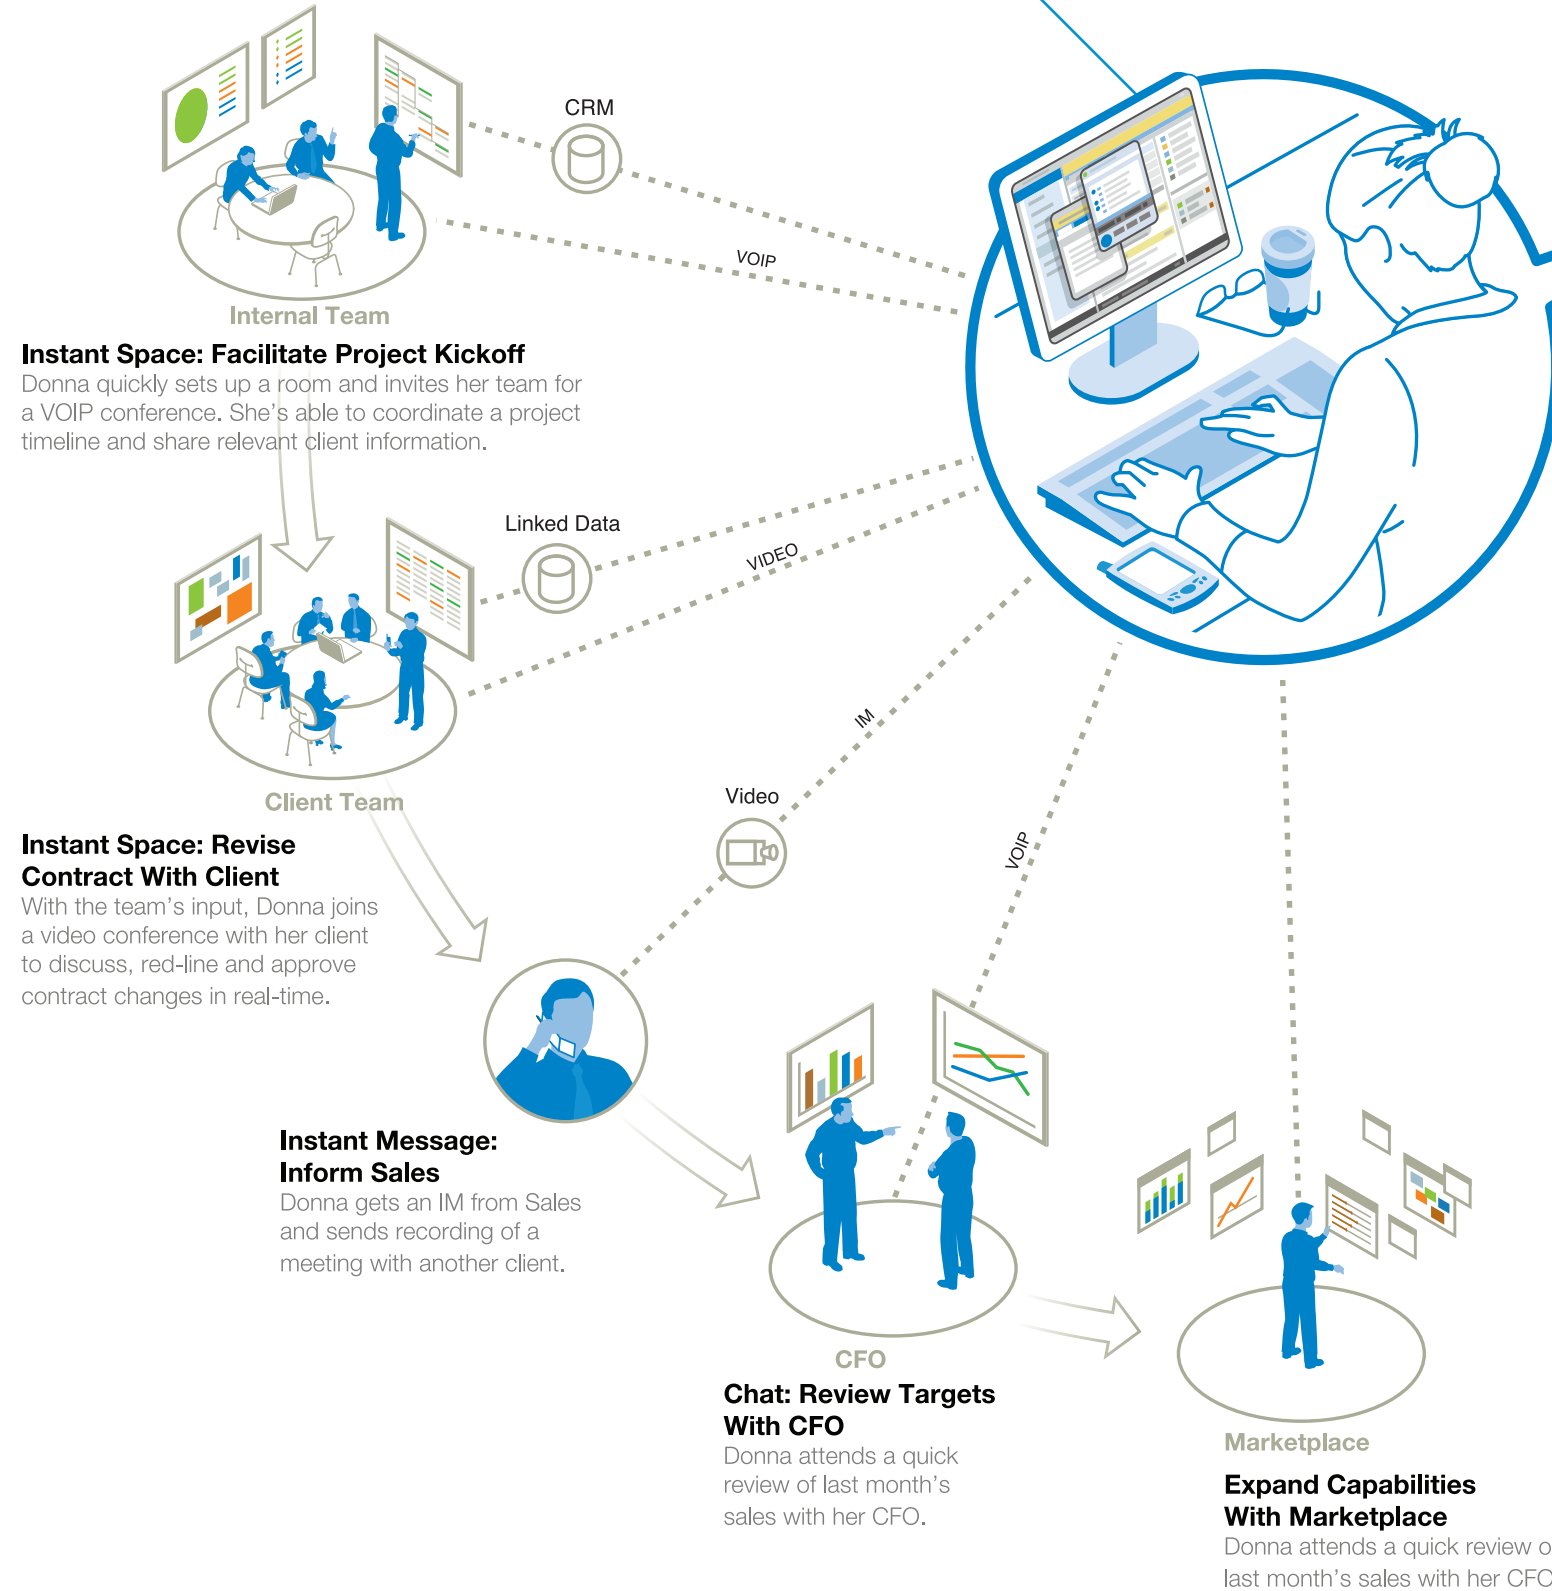 CRM
VOIP
Internal Team
Instant Space: Facilitate Project Kickoff
Donna quickly sets up a room and invites her team for
a VOIP conference. She's able to coordinate a project
timeline and share relevant client information.
Linked Data
VIDEO
Client Team
Instant Space: Revise
Contract With Client
With the team's input, Donna joins
a video conference with her client
to discuss, red-line and approve
contract changes in real-time.
IM
Video
VOIP
Instant Message:
Inform Sales
Donna gets an IM from Sales
and sends recording of a
meeting with another client.
CFO
Chat: Review Targets
With CFO
Donna attends a quick
review of last month's
sales with her CFO.
Marketplace
Expand Capabilities
With Marketplace
Donna attends a quick review o
last month's sales with her CFO